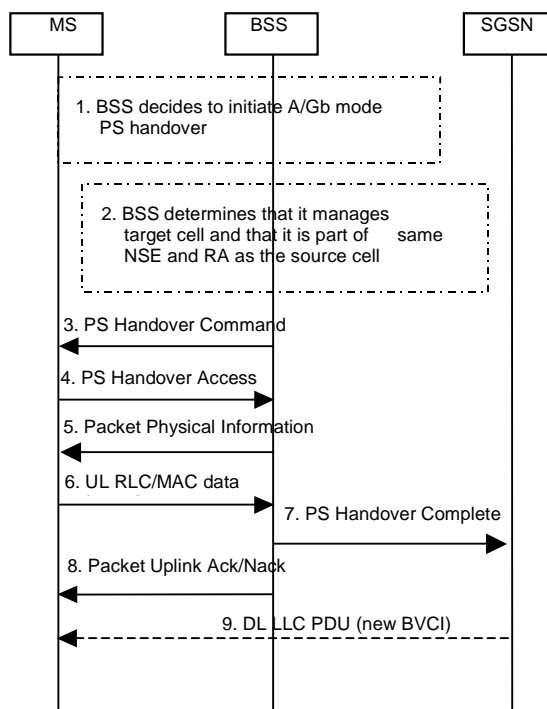 MS BSS SGSN
1. BSS decides to initiate A/Gb mode
PS handover
2. BSS determines that it manages
target cell and that it is part of same
NSE and RA as the source cell
3. PS Handover Command
4. PS Handover Access
5. Packet Physical Information
6. UL RLC/MAC data
7. PS Handover Complete
8. Packet Uplink Ack/Nack
9. DL LLC PDU (new BVCI)